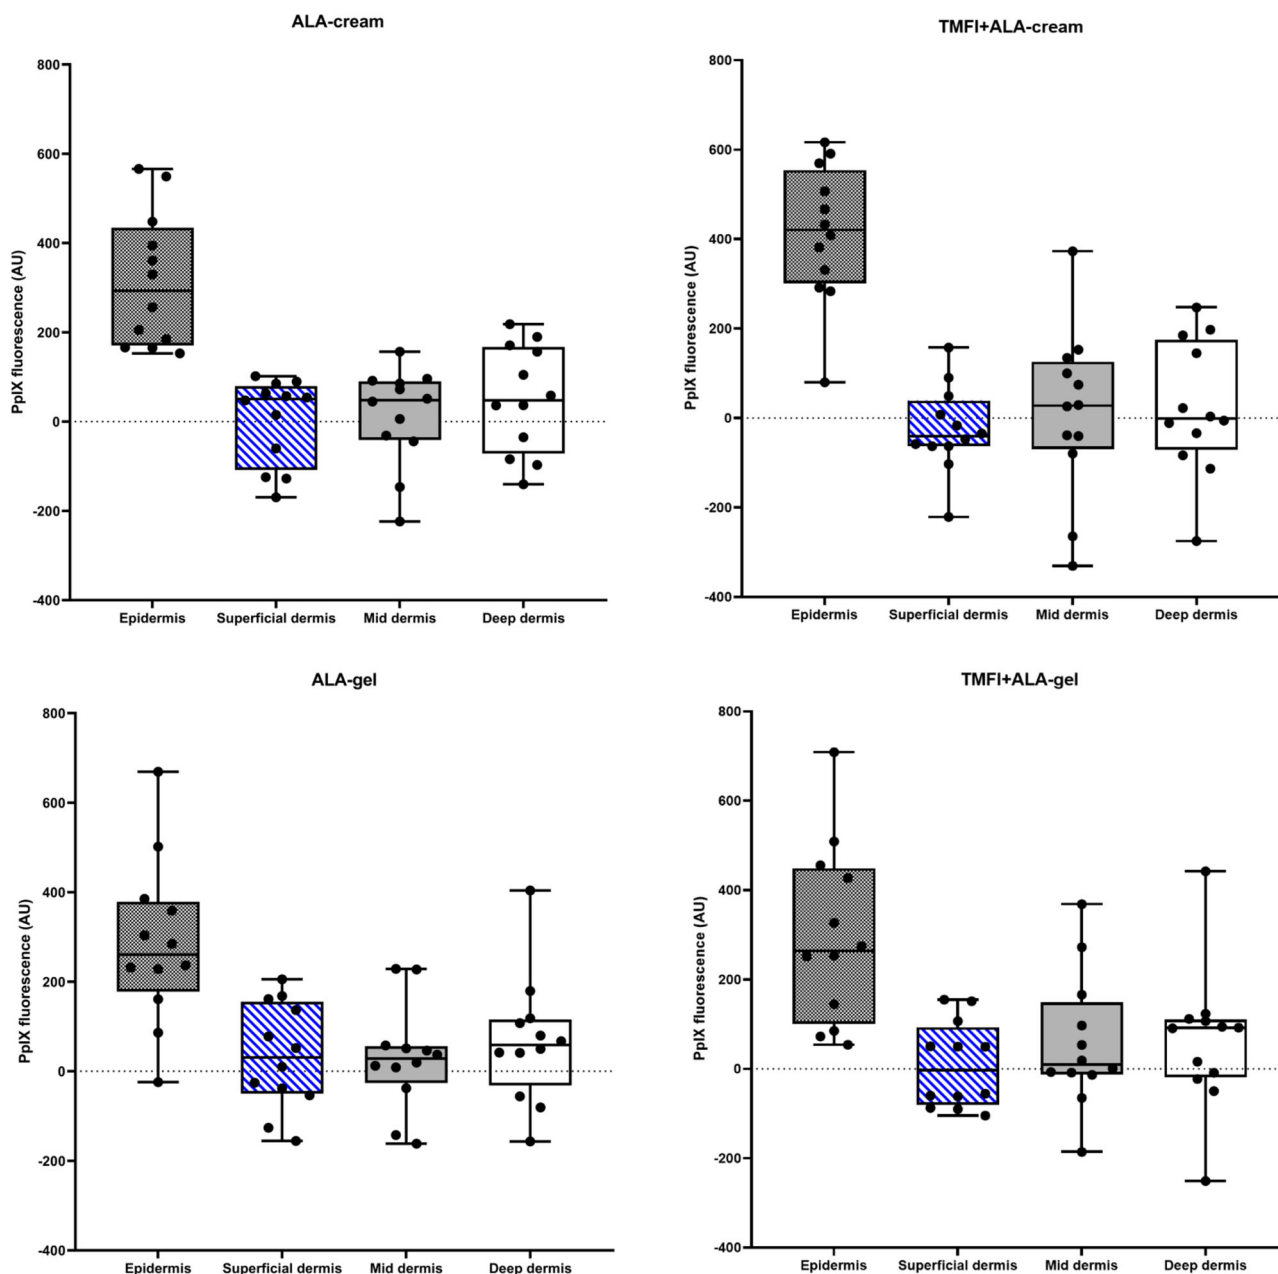 ALA-cream
PpIX fluorescence (AU)
800
600
400
200
0
-200
-400
Epidermis Superficial dermis Mid dermis Deep dermis
TMFI+ALA-cream
PpIX fluorescence (AU)
800
600
400
200
0
-200
-400
Epidermis Superficial dermis Mid dermis Deep dermis
ALA-gel
PpIX fluorescence (AU)
800
600
400
200
0
-200
-400
Epidermis Superficial dermis Mid dermis Deep dermis
TMFI+ALA-gel
PpIX fluorescence (AU)
800
600
400
200
0
-200
-400
Epidermis Superficial dermis Mid dermis Deep dermis